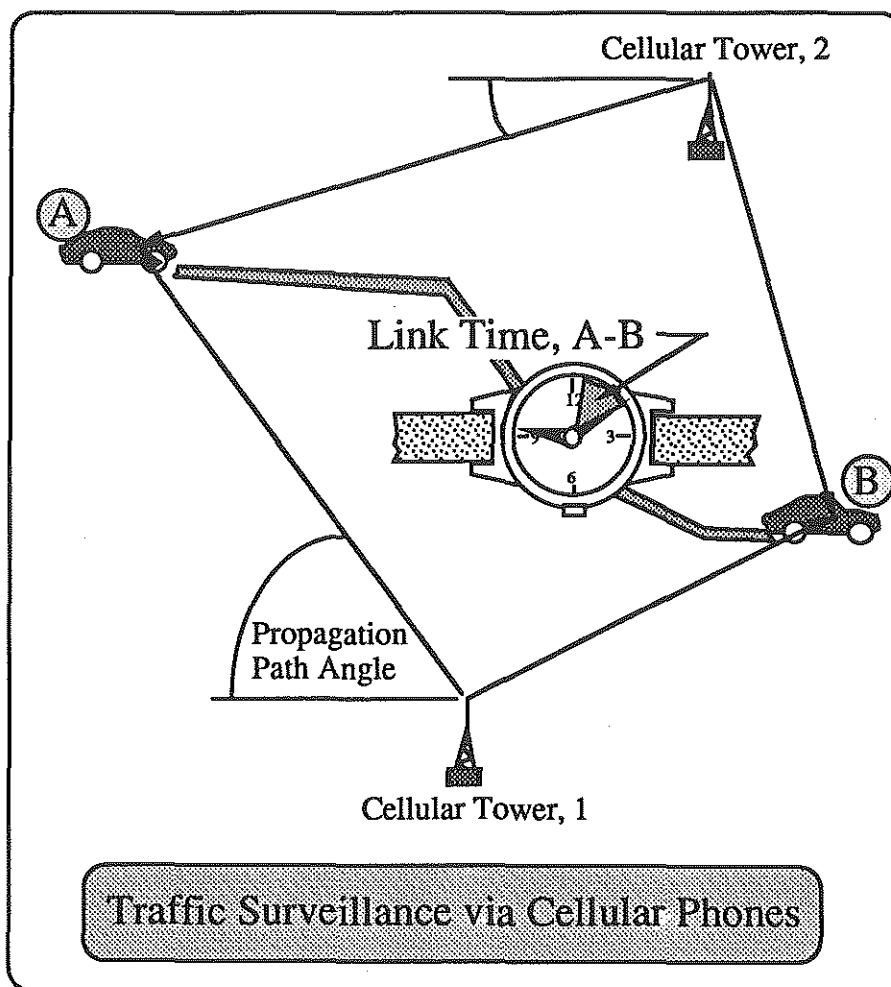 Cellular Tower, 2
A
Link Time, A-B
12
9
3
6
B
Propagation
Path Angle
Cellular Tower, 1
Traffic Surveillance via Cellular Phones